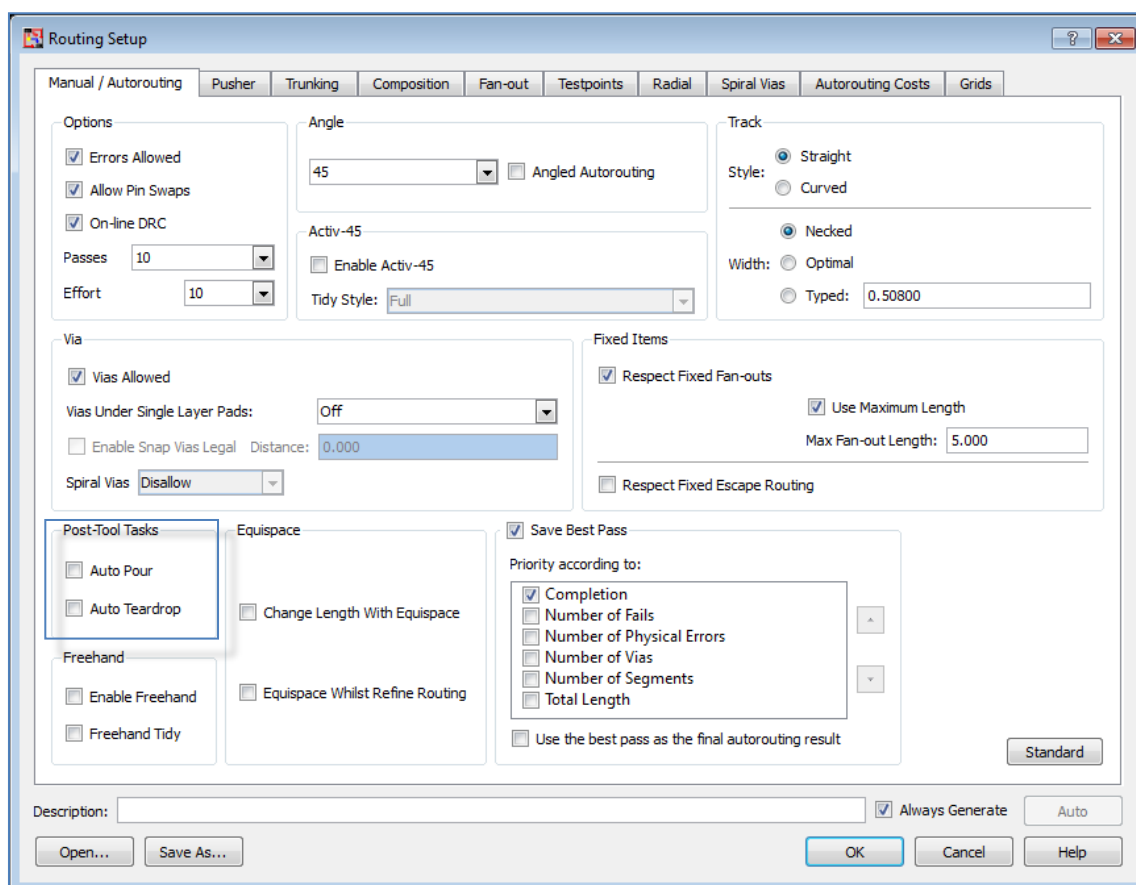 Routing Setup
Manual / Autorouting Pusher Trunking Composition Fan-out Testpoints Radial Spiral Vias Autorouting Costs Grids
Options
Errors Allowed
Allow Pin Swaps
On-line DRC
Passes 10
Effort 10
Angle
45 Angled Autorouting
Activ-45
Enable Activ-45
Tidy Style: Full
Track
Style: Straight
Curved
Width: Necked
Optimal
Typed: 0.50800
Via
Vias Allowed
Vias Under Single Layer Pads: Off
Enable Snap Vias Legal Distance: 0.000
Spiral Vias Disallow
Fixed Items
Respect Fixed Fan-outs
Use Maximum Length
Max Fan-out Length: 5.000
Respect Fixed Escape Routing
Post-Tool Tasks
Auto Pour
Auto Teardrop
Freehand
Enable Freehand
Freehand Tidy
Equispace
Change Length With Equispace
Equispace Whilst Refine Routing
Save Best Pass
Priority according to:
Completion
Number of Fails
Number of Physical Errors
Number of Vias
Number of Segments
Total Length
Use the best pass as the final autorouting result
Standard
Description: Always Generate Auto
Open... Save As... OK Cancel Help